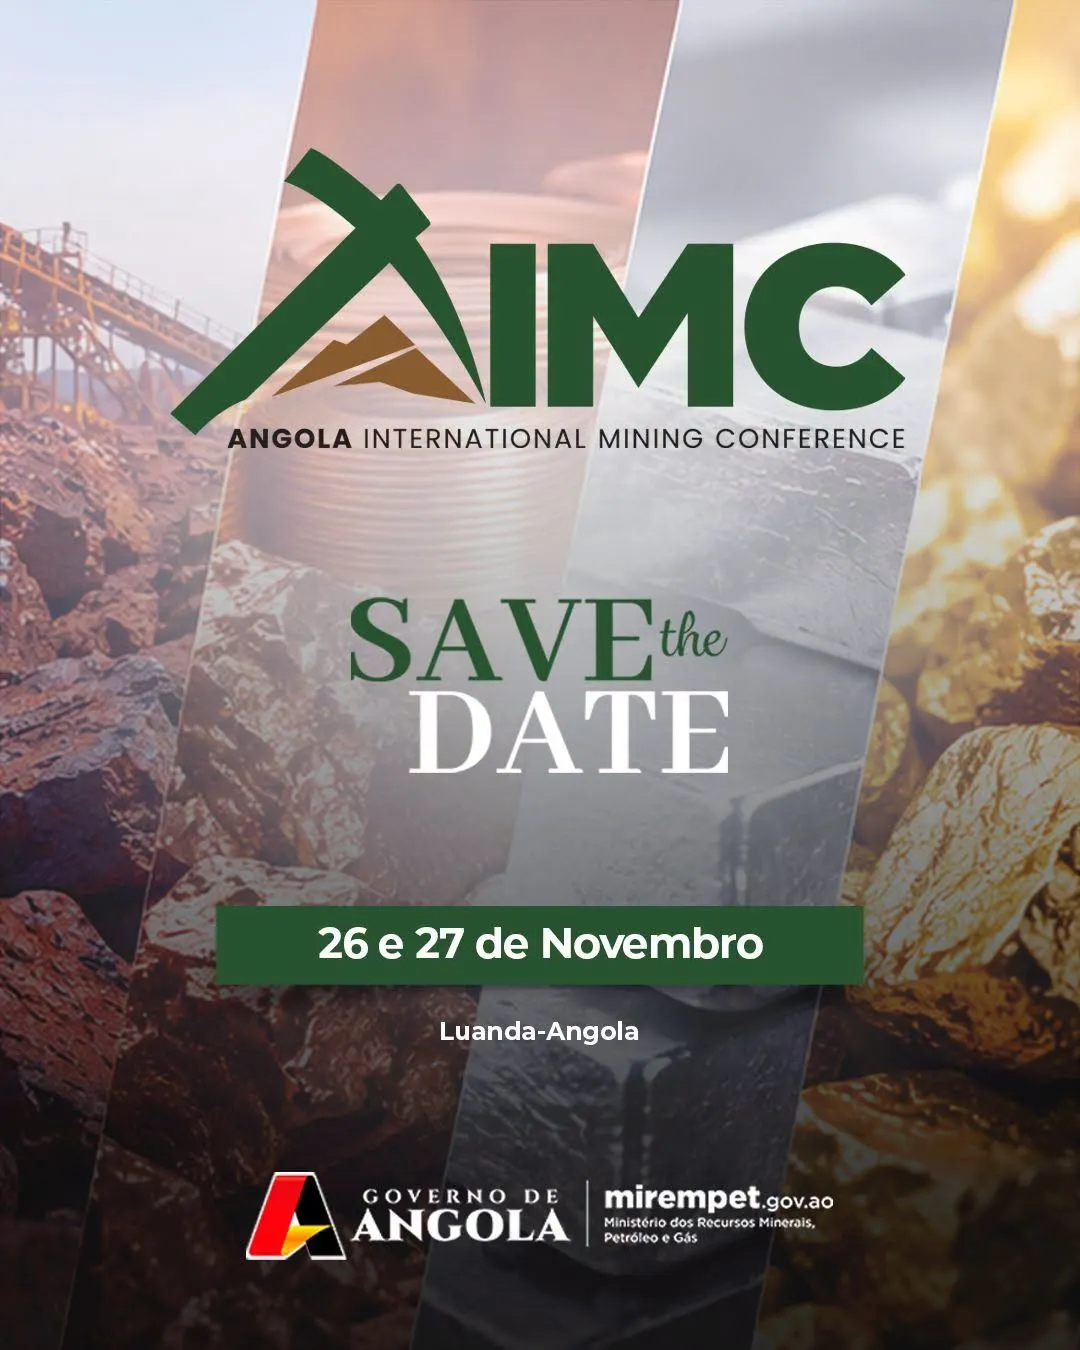 AIMC
ANGOLA INTERNATIONAL MINING CONFERENCE
SAVE the
DATE
26 e 27 de Novembro
Luanda-Angola
GOVERNO DE
ANGOLA
mirempet.gov.ao
Ministério dos Recursos Minerais,
Petróleo e Gás